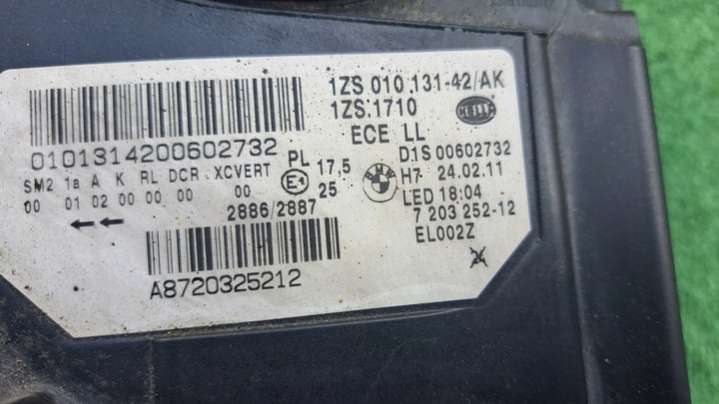 1ZS 010.131-42/AK
1ZS.1710
HELLA
ECE LL
0101314200602732
PL 17,5
E1 25
D1S 00602732
H7 24.02.11
LED 18:04
7 203 252-12
EL002Z
SM2 1a A K RL DCR XCVERT
00 01 02 00 00 00 00
2886/2887
A8720325212